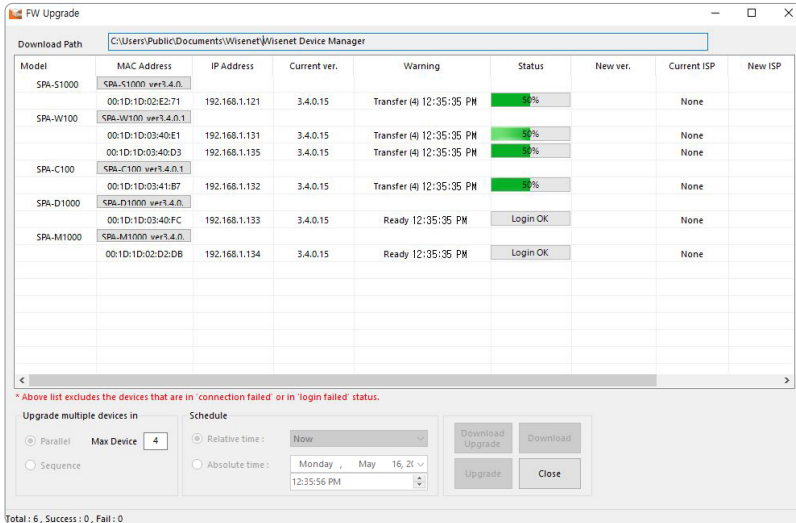 FW Upgrade
Download Path C:\Users\Public\Documents\Wisenet\Wisenet Device Manager
Model MAC Address IP Address Current ver. Warning Status New ver. Current ISP New ISP
SPA-S1000 SPA-S1000 ver3.4.0.
00:1D:1D:02:E2:71 192.168.1.121 3.4.0.15 Transfer (4) 12:35:35 PM 50% None
SPA-W100 SPA-W100 ver3.4.0.1
00:1D:1D:03:40:E1 192.168.1.131 3.4.0.15 Transfer (4) 12:35:35 PM 50% None
00:1D:1D:03:40:D3 192.168.1.135 3.4.0.15 Transfer (4) 12:35:35 PM 50% None
SPA-C100 SPA-C100 ver3.4.0.1
00:1D:1D:03:41:B7 192.168.1.132 3.4.0.15 Transfer (4) 12:35:35 PM 50% None
SPA-D1000 SPA-D1000 ver3.4.0.
00:1D:1D:03:40:FC 192.168.1.133 3.4.0.15 Ready 12:35:35 PM Login OK None
SPA-M1000 SPA-M1000 ver3.4.0.
00:1D:1D:02:D2:DB 192.168.1.134 3.4.0.15 Ready 12:35:35 PM Login OK None
* Above list excludes the devices that are in 'connection failed' or in 'login failed' status.
Upgrade multiple devices in
Parallel Max Device 4
Sequence
Schedule
Relative time : Now
Absolute time : Monday , May 16, 20
12:35:56 PM
Download Upgrade
Download
Upgrade
Close
Total : 6 , Success : 0 , Fail : 0